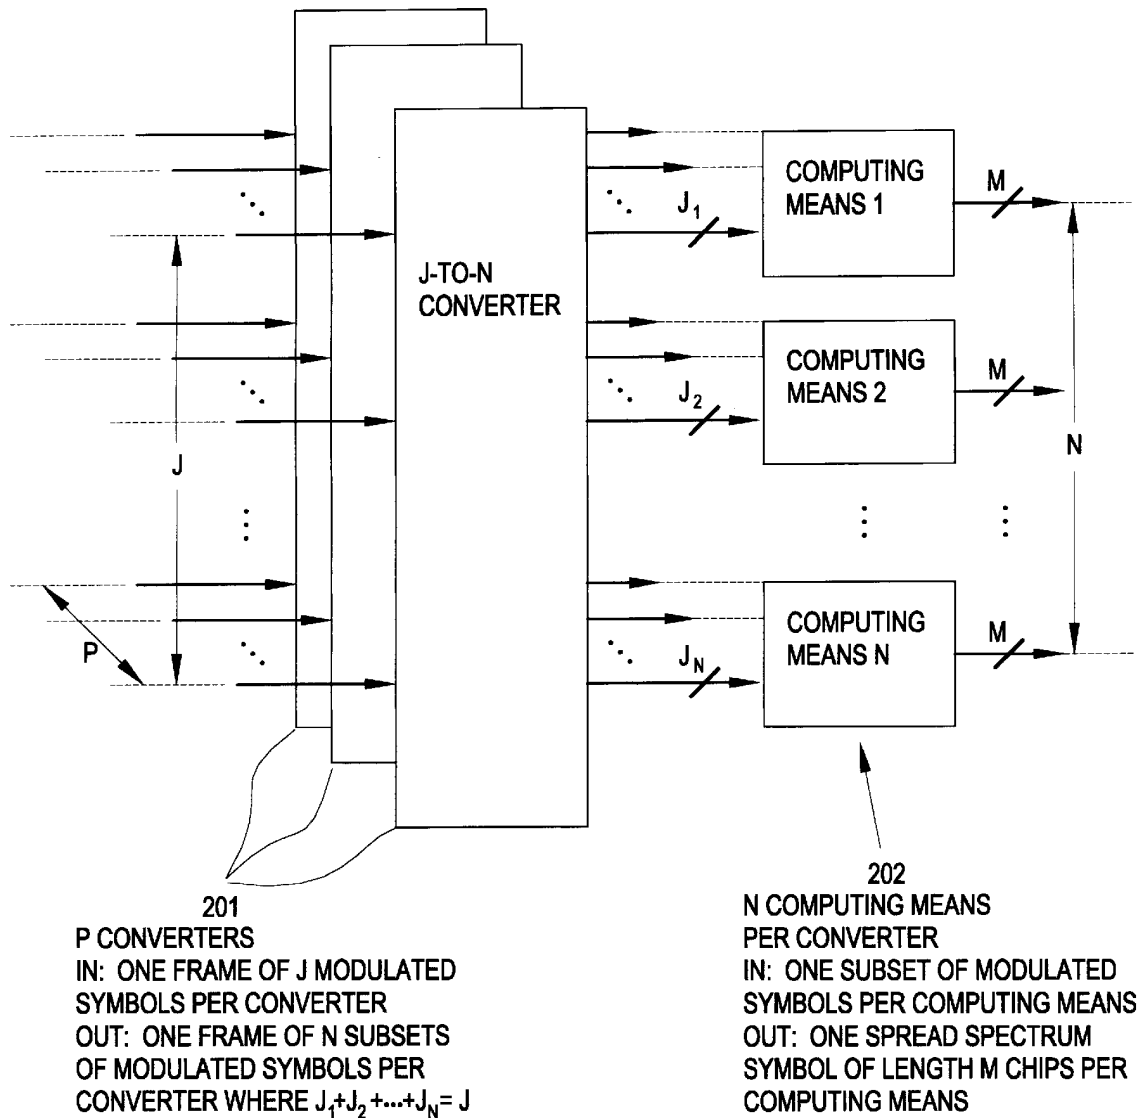 COMPUTING
MEANS 1
M
J₁
J-TO-N
CONVERTER
COMPUTING
MEANS 2
M
J₂
J
N
COMPUTING
MEANS N
M
P
J_N
201
P CONVERTERS
IN: ONE FRAME OF J MODULATED
SYMBOLS PER CONVERTER
OUT: ONE FRAME OF N SUBSETS
OF MODULATED SYMBOLS PER
CONVERTER WHERE J₁+J₂+...+J_N= J
202
N COMPUTING MEANS
PER CONVERTER
IN: ONE SUBSET OF MODULATED
SYMBOLS PER COMPUTING MEANS
OUT: ONE SPREAD SPECTRUM
SYMBOL OF LENGTH M CHIPS PER
COMPUTING MEANS